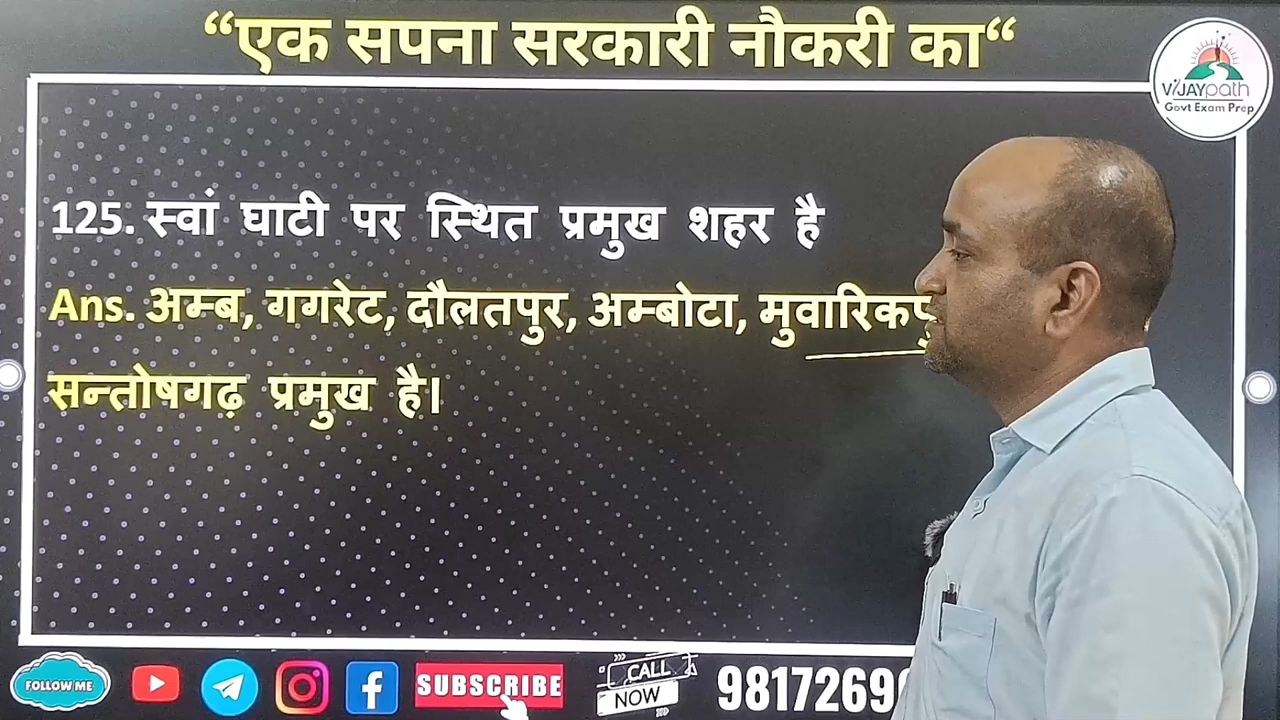 “एक सपना सरकारी नौकरी का“
VIJAYpath
Govt Exam Prep
125. स्वां घाटी पर स्थित प्रमुख शहर है
Ans. अम्ब, गगरेट, दौलतपुर, अम्बोटा,
सन्तोषगढ़ प्रमुख है।
FOLLOW ME
SUBSCRIBE
CALL
NOW